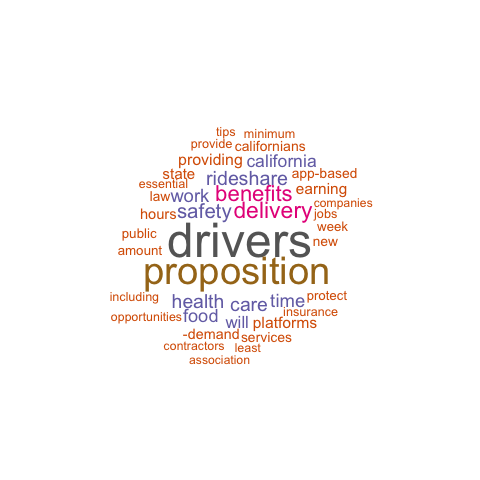 tips minimum
provide californians
providing california
state rideshare app-based
essential benefits earning
law work companies
hours safety delivery jobs
public drivers week
amount new
proposition
including health care time protect
opportunities food insurance
will platforms
-demand services
contractors least
association